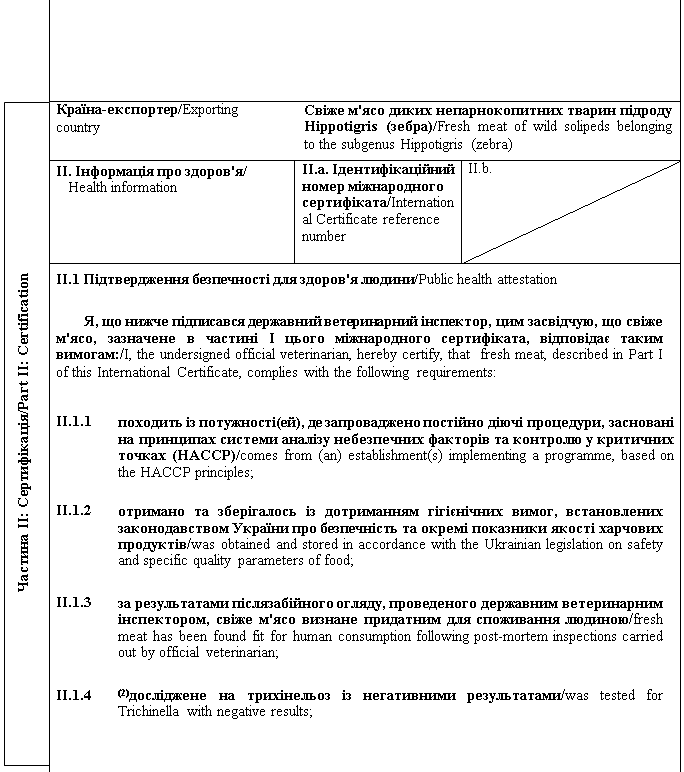 Країна-експортер/Exporting
country
Свіже м'ясо диких непарнокопитних тварин підроду
Hippotigris (зебра)/Fresh meat of wild solipeds belonging
to the subgenus Hippotigris (zebra)
II. Інформація про здоров'я/
Health information
II.a. Ідентифікаційний
номер міжнародного
сертифіката/Internation
al Certificate reference
number
II.b.
Частина II: Сертифікація/Part II: Certification
II.1 Підтвердження безпечності для здоров'я людини/Public health attestation
Я, що нижче підписався державний ветеринарний інспектор, цим засвідчую, що свіже
м'ясо, зазначене в частині I цього міжнародного сертифіката, відповідає таким
вимогам:/I, the undersigned official veterinarian, hereby certify, that fresh meat, described in Part I
of this International Certificate, complies with the following requirements:
II.1.1 походить із потужності(ей), де запроваджено постійно діючі процедури, засновані
на принципах системи аналізу небезпечних факторів та контролю у критичних
точках (НАССР)/comes from (an) establishment(s) implementing a programme, based on
the HACCP principles;
II.1.2 отримано та зберігалось із дотриманням гігієнічних вимог, встановлених
законодавством України про безпечність та окремі показники якості харчових
продуктів/was obtained and stored in accordance with the Ukrainian legislation on safety
and specific quality parameters of food;
II.1.3 за результатами післязабійного огляду, проведеного державним ветеринарним
інспектором, свіже м'ясо визнане придатним для споживання людиною/fresh
meat has been found fit for human consumption following post-mortem inspections carried
out by official veterinarian;
II.1.4 (2)досліджене на трихінельоз із негативними результатами/was tested for
Trichinella with negative results;